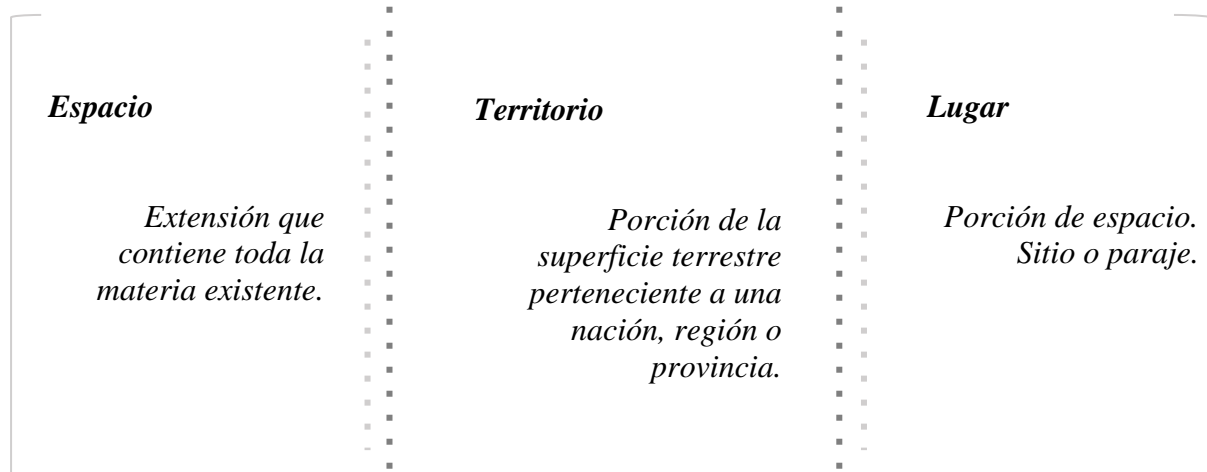 Espacio
Extensión que
contiene toda la
materia existente.
Territorio
Porción de la
superficie terrestre
perteneciente a una
nación, región o
provincia.
Lugar
Porción de espacio.
Sitio o paraje.